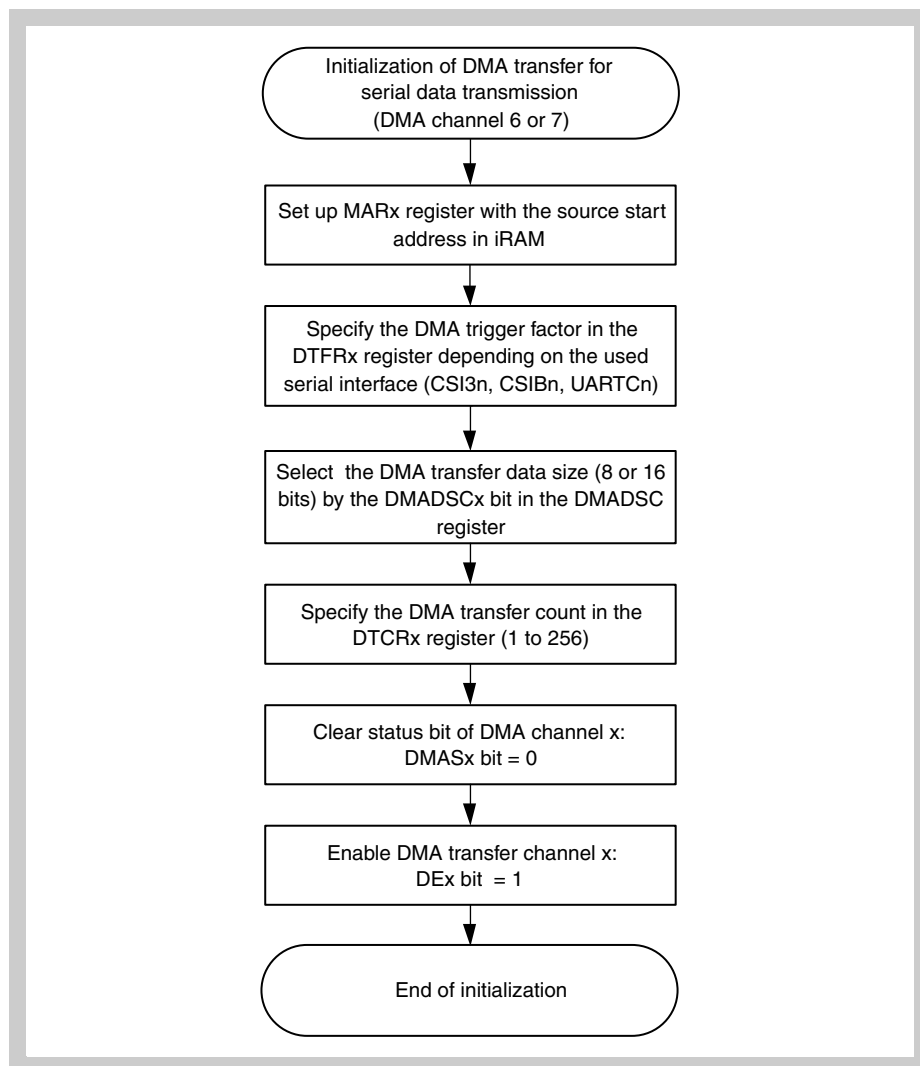 Initialization of DMA transfer for
serial data transmission
(DMA channel 6 or 7)
Set up MARx register with the source start
address in iRAM
Specify the DMA trigger factor in the
DTFRx register depending on the used
serial interface (CSI3n, CSIBn, UARTCn)
Select the DMA transfer data size (8 or 16
bits) by the DMADSCx bit in the DMADSC
register
Specify the DMA transfer count in the
DTCRx register (1 to 256)
Clear status bit of DMA channel x:
DMASx bit = 0
Enable DMA transfer channel x:
DEx bit = 1
End of initialization